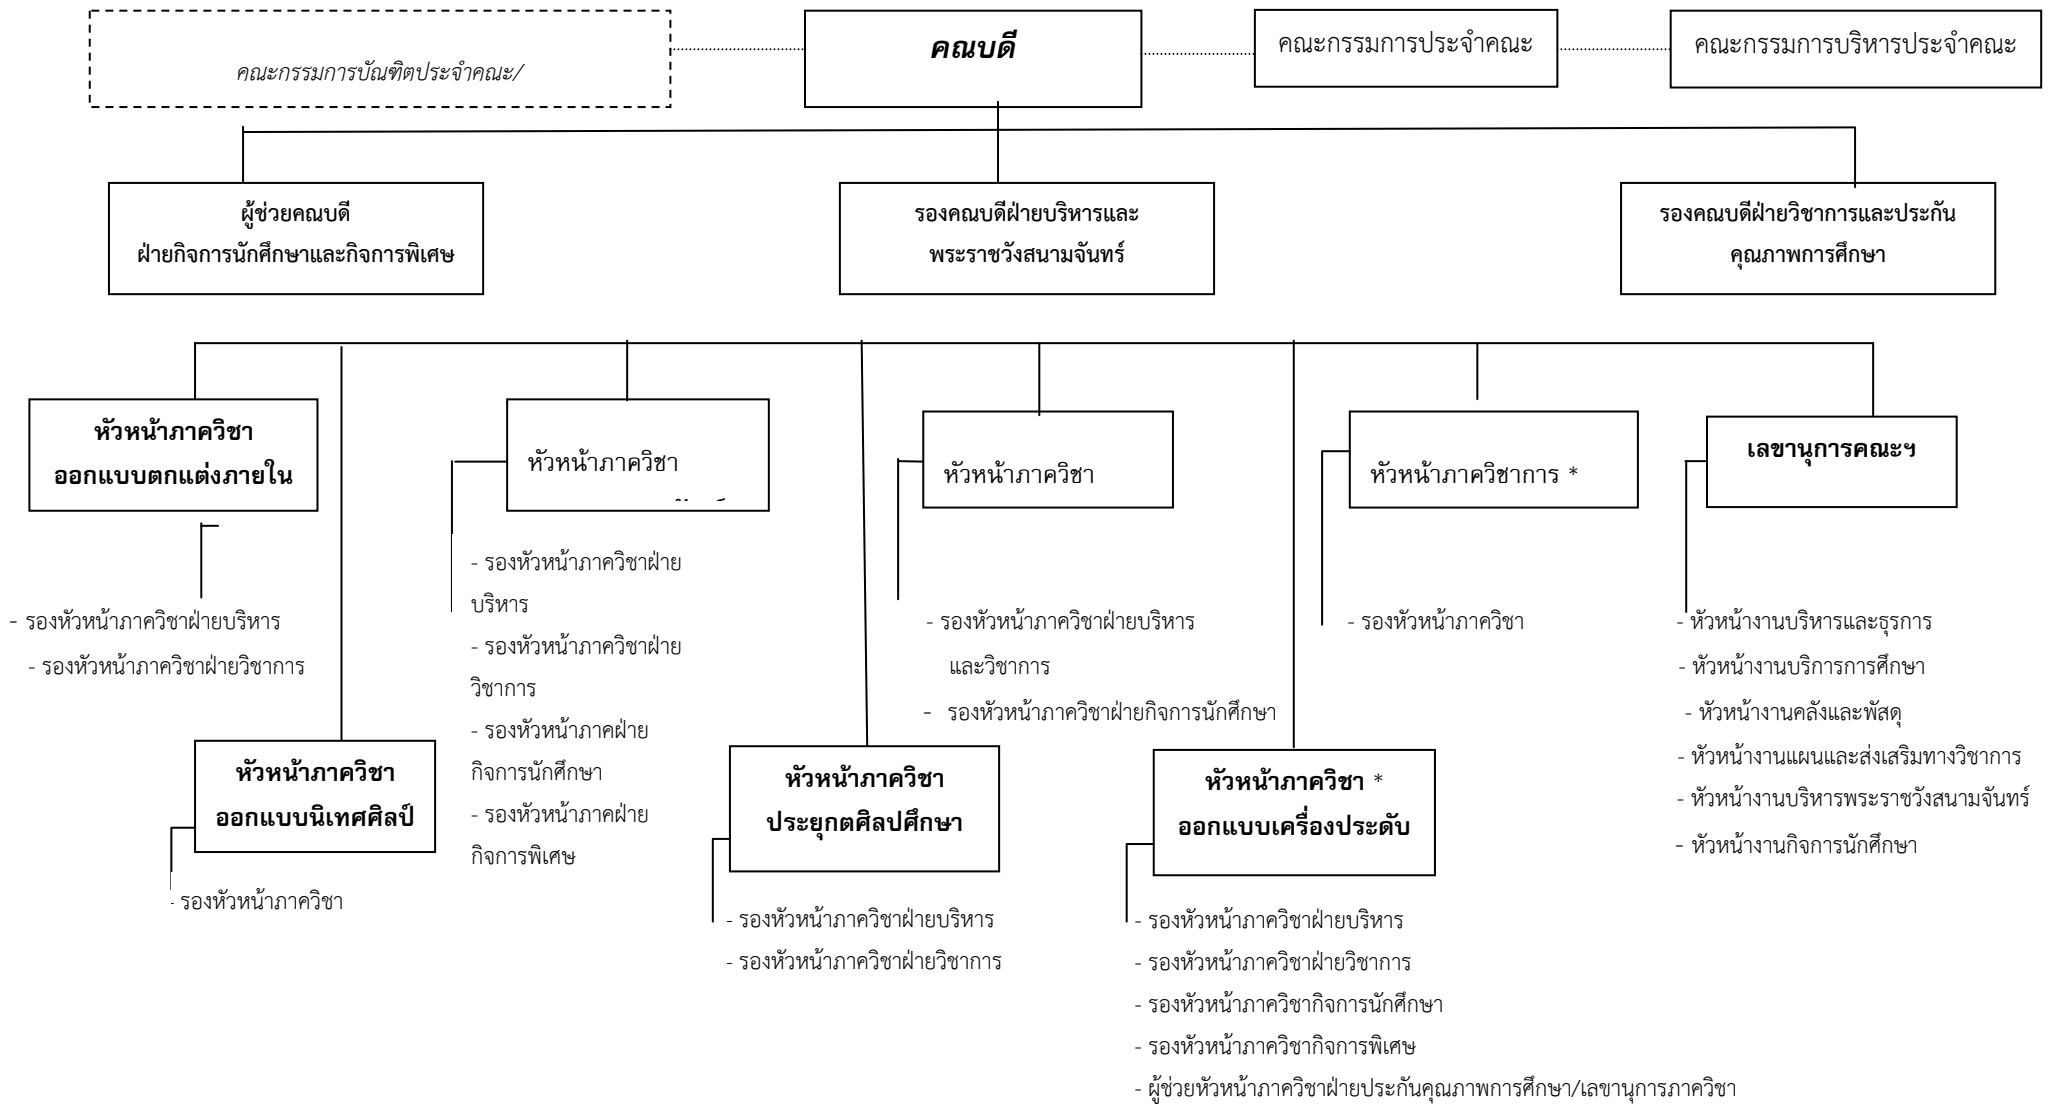 คณะกรรมการบัณฑิตประจำคณะ/
คณบดี
คณะกรรมการประจำคณะ
คณะกรรมการบริหารประจำคณะ
ผู้ช่วยคณบดี
ฝ่ายกิจการนักศึกษาและกิจการพิเศษ
รองคณบดีฝ่ายบริหารและ
พระราชวังสนามจันทร์
รองคณบดีฝ่ายวิชาการและประกัน
คุณภาพการศึกษา
หัวหน้าภาควิชา
ออกแบบตกแต่งภายใน
- รองหัวหน้าภาควิชาฝ่ายบริหาร
- รองหัวหน้าภาควิชาฝ่ายวิชาการ
หัวหน้าภาควิชา
ออกแบบนิเทศศิลป์
- รองหัวหน้าภาควิชา
หัวหน้าภาควิชา
- รองหัวหน้าภาควิชาฝ่าย
บริหาร
- รองหัวหน้าภาควิชาฝ่าย
วิชาการ
- รองหัวหน้าภาคฝ่าย
กิจการนักศึกษา
- รองหัวหน้าภาคฝ่าย
กิจการพิเศษ
หัวหน้าภาควิชา
ประยุกตศิลปศึกษา
- รองหัวหน้าภาควิชาฝ่ายบริหาร
- รองหัวหน้าภาควิชาฝ่ายวิชาการ
หัวหน้าภาควิชา
- รองหัวหน้าภาควิชาฝ่ายบริหาร
และวิชาการ
- รองหัวหน้าภาควิชาฝ่ายกิจการนักศึกษา
หัวหน้าภาควิชา *
ออกแบบเครื่องประดับ
- รองหัวหน้าภาควิชาฝ่ายบริหาร
- รองหัวหน้าภาควิชาฝ่ายวิชาการ
- รองหัวหน้าภาควิชากิจการนักศึกษา
- รองหัวหน้าภาควิชากิจการพิเศษ
- ผู้ช่วยหัวหน้าภาควิชาฝ่ายประกันคุณภาพการศึกษา/เลขานุการภาควิชา
หัวหน้าภาควิชาการ *
- รองหัวหน้าภาควิชา
เลขานุการคณะฯ
- หัวหน้างานบริหารและธุรการ
- หัวหน้างานบริการการศึกษา
- หัวหน้างานคลังและพัสดุ
- หัวหน้างานแผนและส่งเสริมทางวิชาการ
- หัวหน้างานบริหารพระราชวังสนามจันทร์
- หัวหน้างานกิจการนักศึกษา